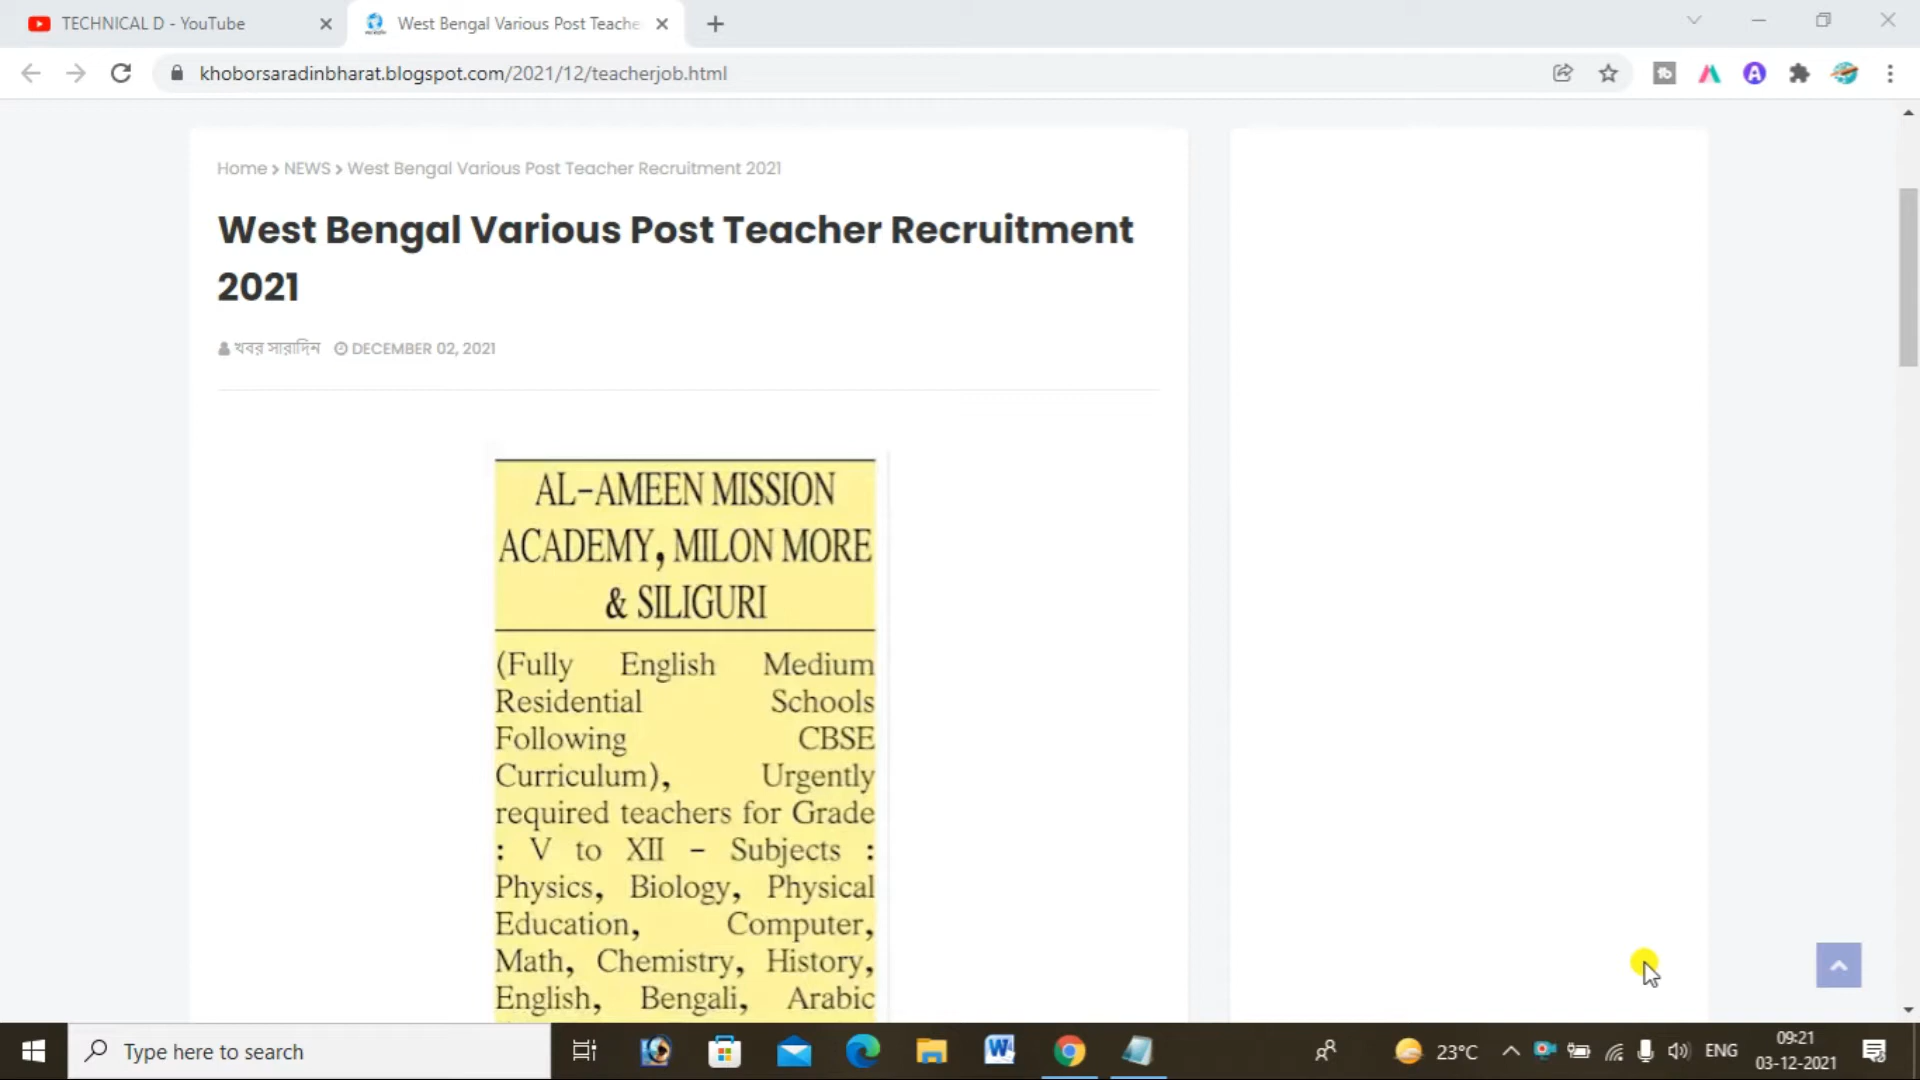 TECHNICAL D - YouTube
West Bengal Various Post Teache
khoborsaradinbharat.blogspot.com/2021/12/teacherjob.html
Home > NEWS > West Bengal Various Post Teacher Recruitment 2021
West Bengal Various Post Teacher Recruitment
2021
খবর সারাদিন DECEMBER 02, 2021
AL-AMEEN MISSION
ACADEMY, MILON MORE
& SILIGURI
(Fully English Medium
Residential Schools
Following CBSE
Curriculum), Urgently
required teachers for Grade
: V to XII - Subjects :
Physics, Biology, Physical
Education, Computer,
Math, Chemistry, History,
English, Bengali, Arabic
Type here to search
23°C
ENG
09:21
03-12-2021